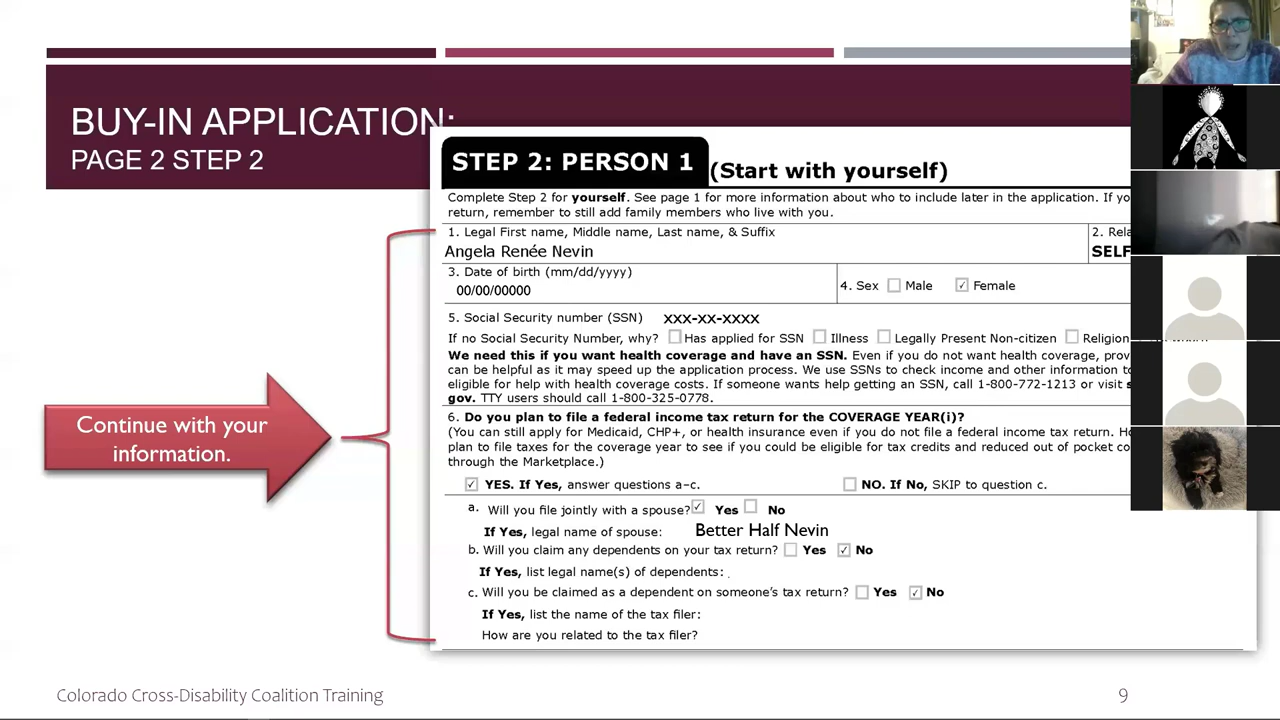 BUY-IN APPLICATION:
PAGE 2 STEP 2
STEP 2: PERSON 1 (Start with yourself)
Complete Step 2 for yourself. See page 1 for more information about who to include later in the application. If yo
return, remember to still add family members who live with you.
1. Legal First name, Middle name, Last name, & Suffix
2. Rela
Angela Renée Nevin
SELF
3. Date of birth (mm/dd/yyyy)
00/00/00000
4. Sex Male ✓ Female
5. Social Security number (SSN) XXX-XX-XXXX
If no Social Security Number, why? Has applied for SSN Illness Legally Present Non-citizen Religion
We need this if you want health coverage and have an SSN. Even if you do not want health coverage, prov
can be helpful as it may speed up the application process. We use SSNs to check income and other information to
eligible for help with health coverage costs. If someone wants help getting an SSN, call 1-800-772-1213 or visit s
gov. TTY users should call 1-800-325-0778.
6. Do you plan to file a federal income tax return for the COVERAGE YEAR(i)?
(You can still apply for Medicaid, CHP+, or health insurance even if you do not file a federal income tax return. Ho
plan to file taxes for the coverage year to see if you could be eligible for tax credits and reduced out of pocket co
through the Marketplace.)
✓ YES. If Yes, answer questions a–c. NO. If No, SKIP to question c.
a. Will you file jointly with a spouse? ✓ Yes No
If Yes, legal name of spouse: Better Half Nevin
b. Will you claim any dependents on your tax return? Yes ✓ No
If Yes, list legal name(s) of dependents: .
c. Will you be claimed as a dependent on someone's tax return? Yes ✓ No
If Yes, list the name of the tax filer:
How are you related to the tax filer?
Continue with your
information.
Colorado Cross-Disability Coalition Training
9